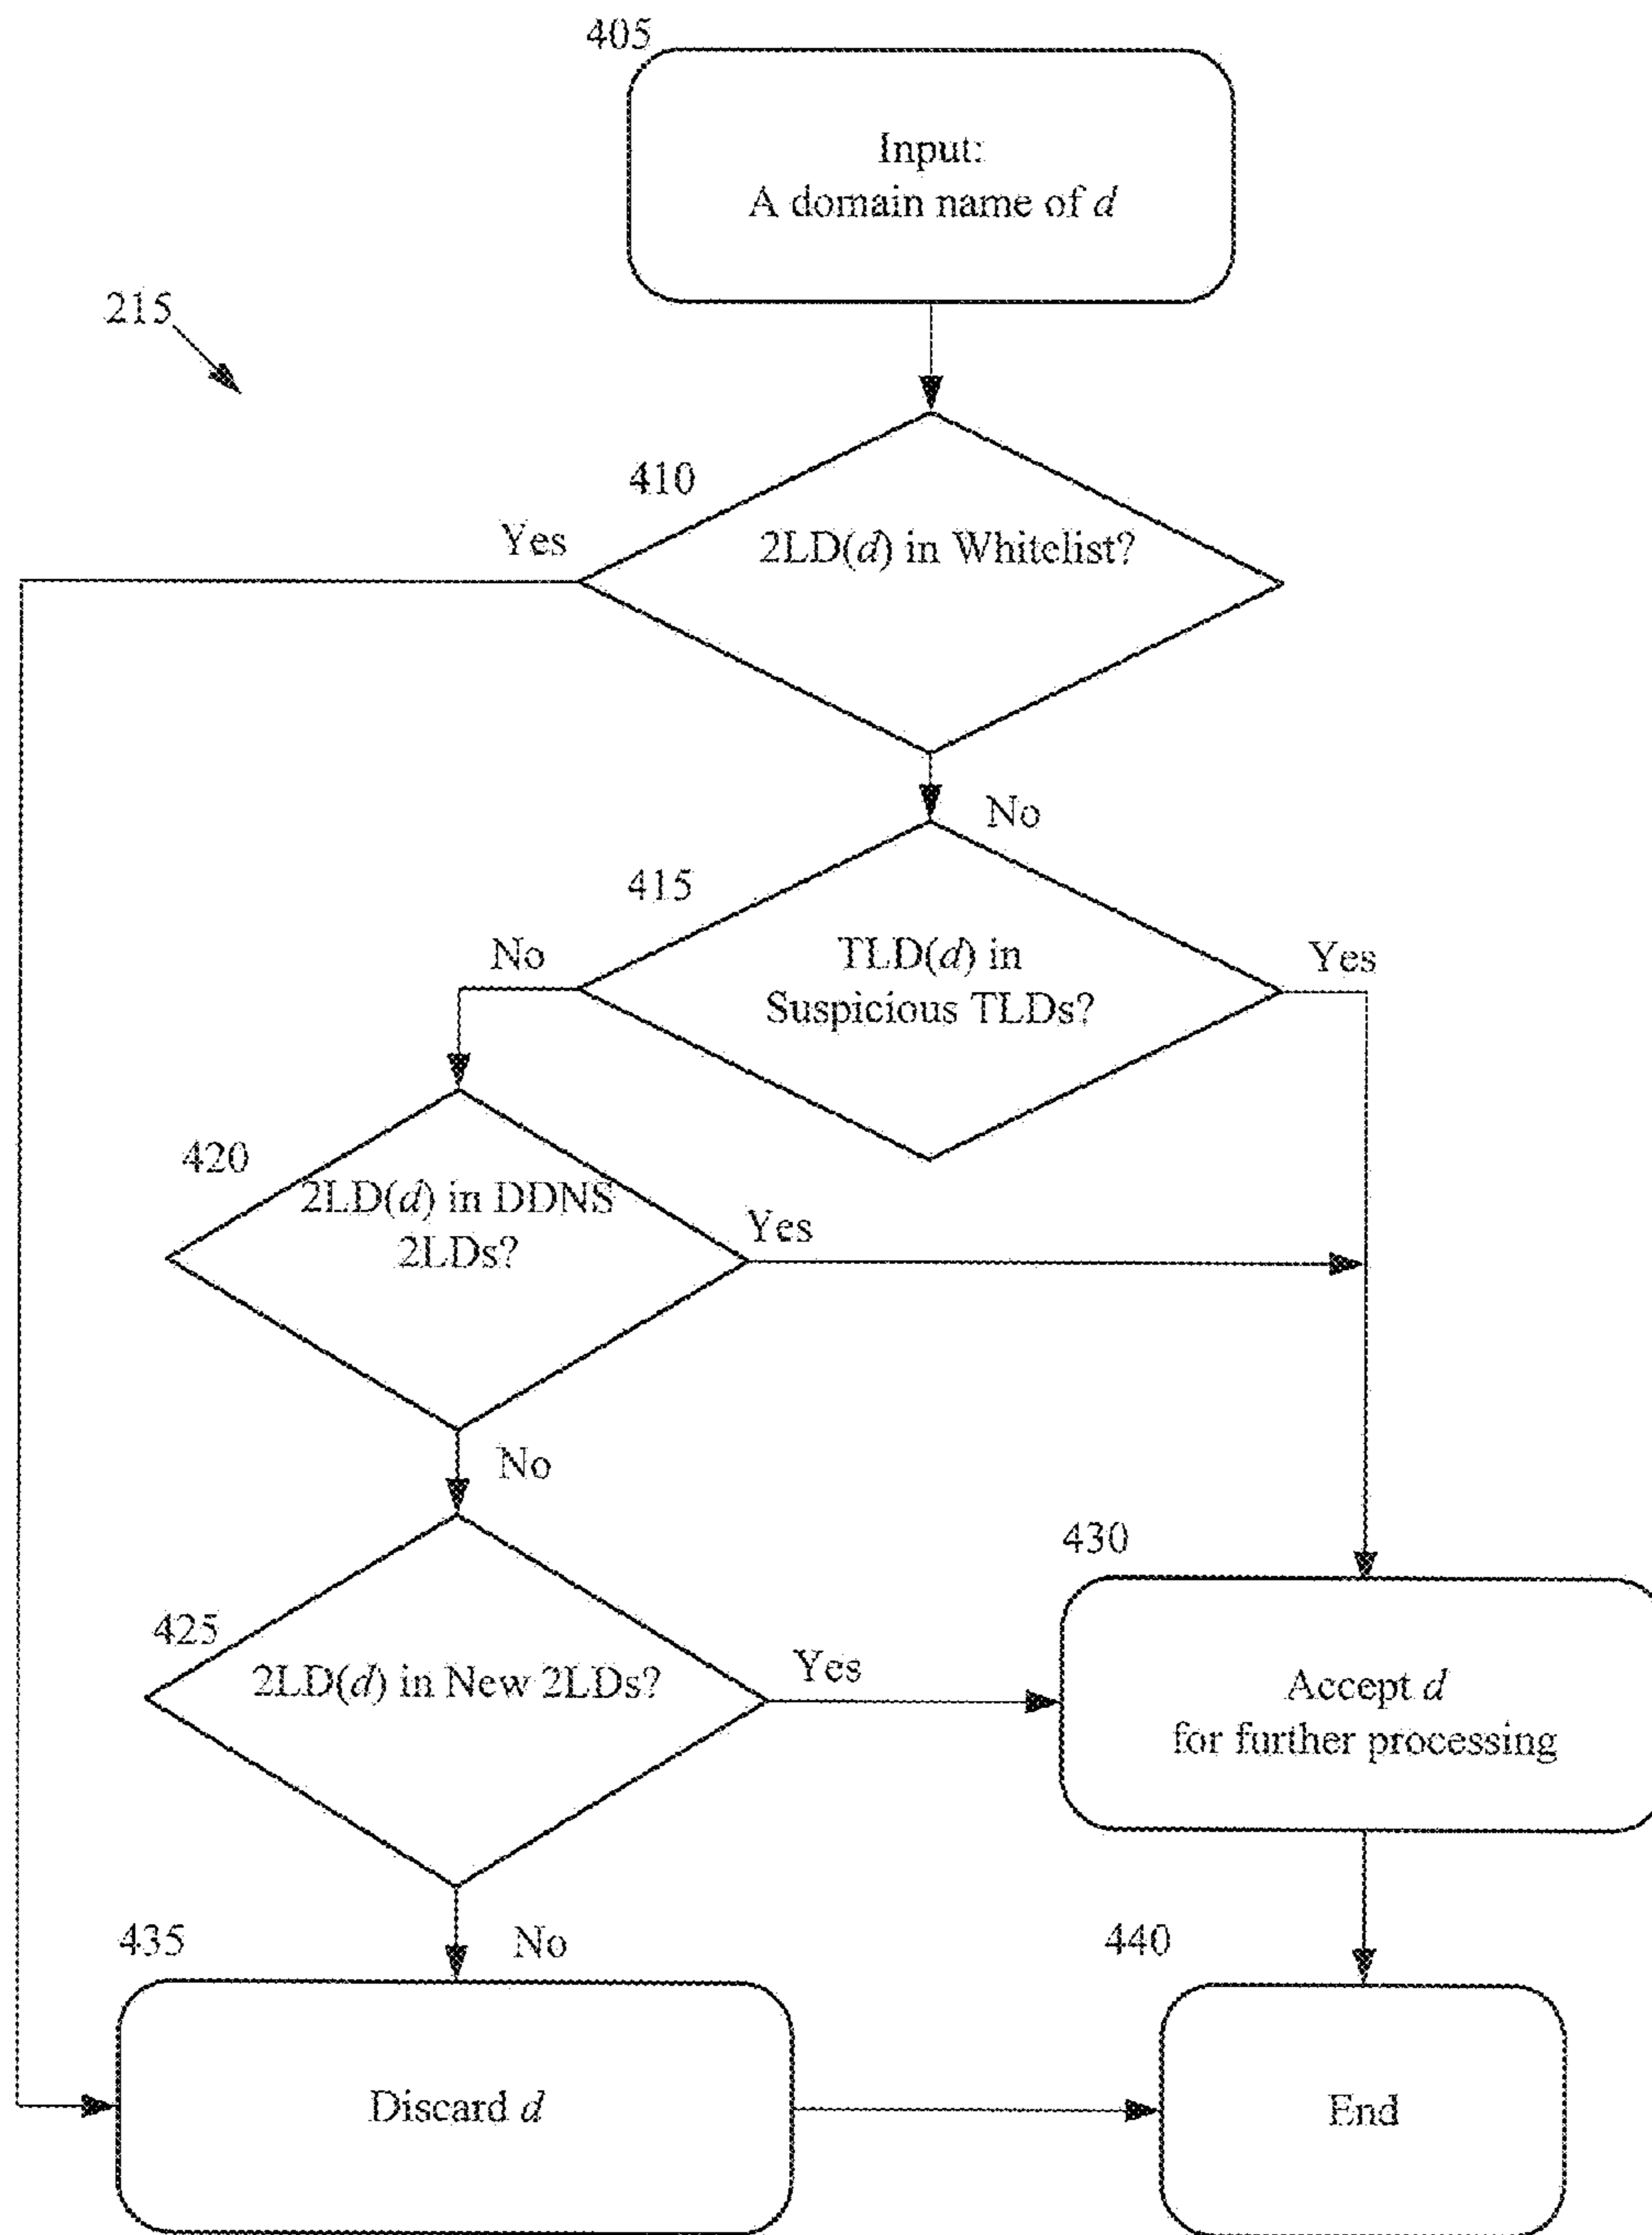 405
Input:
A domain name of d
215
410
Yes
2LD(d) in Whitelist?
No
415
No
TLD(d) in
Suspicious TLDs?
Yes
420
2LD(d) in DDNS
2LDs?
Yes
No
430
425
2LD(d) in New 2LDs?
Yes
Accept d
for further processing
435
No
440
Discard d
End